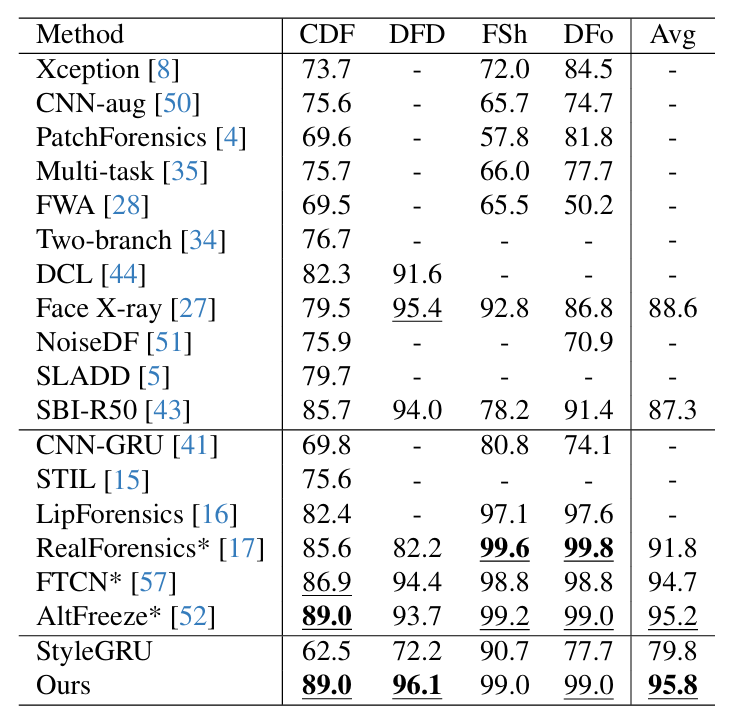 Method CDF DFD FSh DFo Avg
Xception [8] 73.7 - 72.0 84.5 -
CNN-aug [50] 75.6 - 65.7 74.7 -
PatchForensics [4] 69.6 - 57.8 81.8 -
Multi-task [35] 75.7 - 66.0 77.7 -
FWA [28] 69.5 - 65.5 50.2 -
Two-branch [34] 76.7 - - - -
DCL [44] 82.3 91.6 - - -
Face X-ray [27] 79.5 95.4 92.8 86.8 88.6
NoiseDF [51] 75.9 - - 70.9 -
SLADD [5] 79.7 - - - -
SBI-R50 [43] 85.7 94.0 78.2 91.4 87.3
CNN-GRU [41] 69.8 - 80.8 74.1 -
STIL [15] 75.6 - - - -
LipForensics [16] 82.4 - 97.1 97.6 -
RealForensics* [17] 85.6 82.2 99.6 99.8 91.8
FTCN* [57] 86.9 94.4 98.8 98.8 94.7
AltFreeze* [52] 89.0 93.7 99.2 99.0 95.2
StyleGRU 62.5 72.2 90.7 77.7 79.8
Ours 89.0 96.1 99.0 99.0 95.8